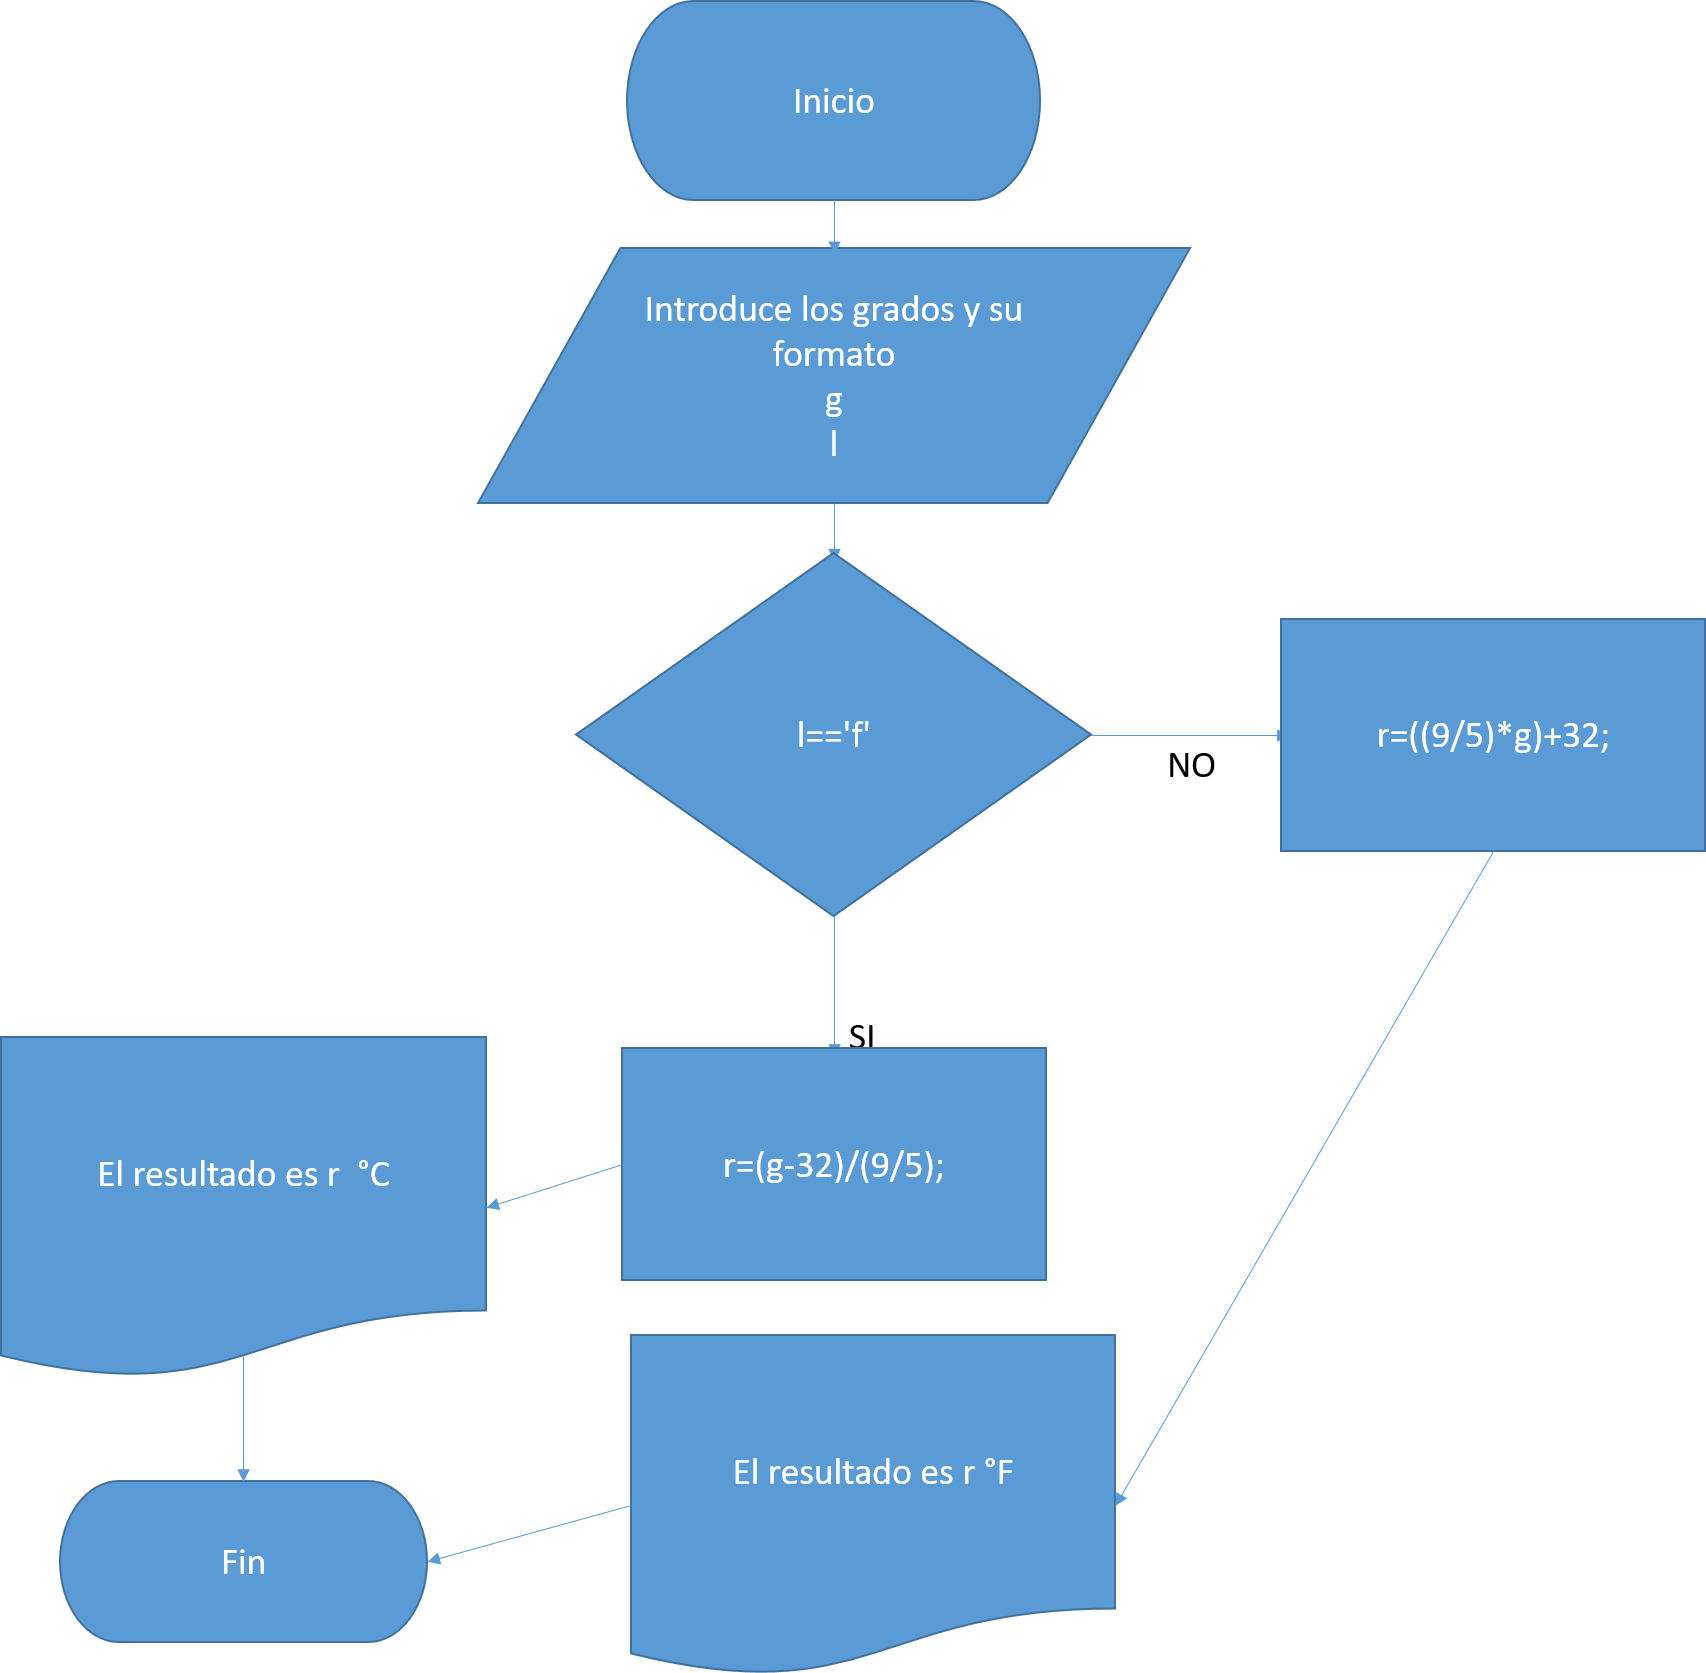 Inicio
Introduce los grados y su
formato
g
l
l=='f'
NO
r=((9/5)*g)+32;
SI
r=(g-32)/(9/5);
El resultado es r  °C
El resultado es r °F
Fin